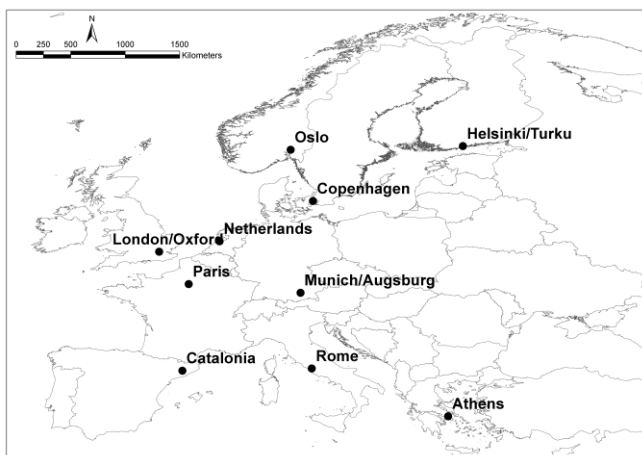 N
0 250 500 1000 1500
Kilometers
Oslo
Helsinki/Turku
Copenhagen
Netherlands
London/Oxford
Paris
Munich/Augsburg
Catalonia
Rome
Athens